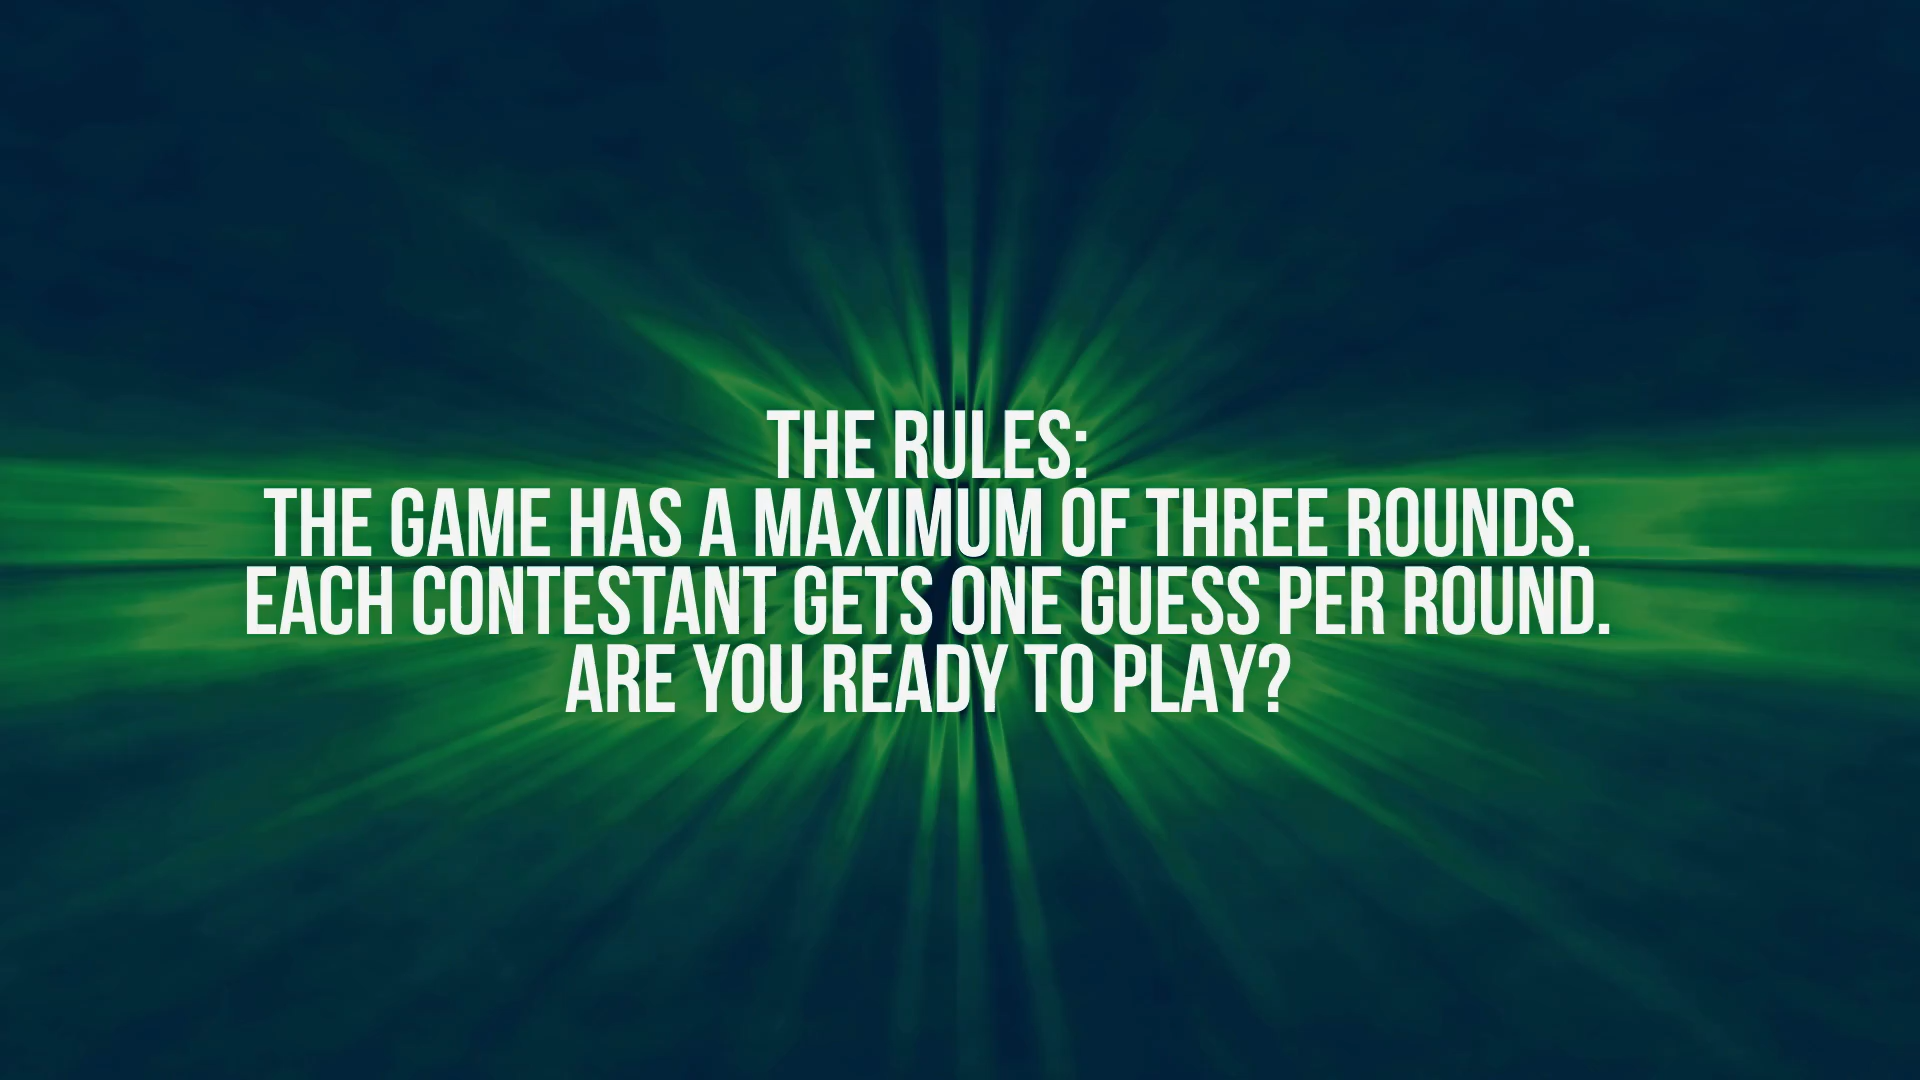 THE RULES:
THE GAME HAS A MAXIMUM OF THREE ROUNDS.
EACH CONTESTANT GETS ONE GUESS PER ROUND.
ARE YOU READY TO PLAY?